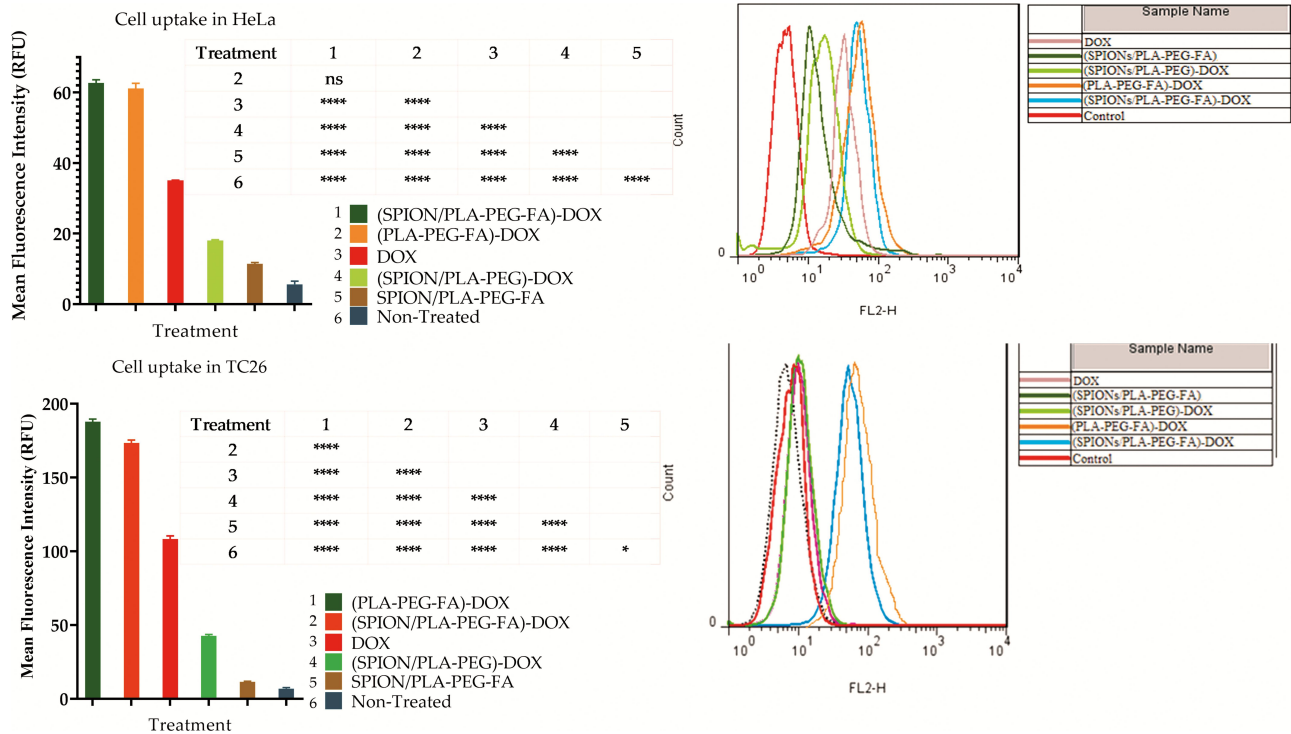 Cell uptake in HeLa
Mean Fluorescence Intensity (RFU)
60
40
20
0
Treatment
Treatment 1 2 3 4 5
2 ns
3 **** ****
4 **** **** ****
5 **** **** **** ****
6 **** **** **** **** ****
1 (SPION/PLA-PEG-FA)-DOX
2 (PLA-PEG-FA)-DOX
3 DOX
4 (SPION/PLA-PEG)-DOX
5 SPION/PLA-PEG-FA
6 Non-Treated
Count
0
10^0 10^1 10^2 10^3 10^4
FL2-H
Sample Name
DOX
(SPIONs/PLA-PEG-FA)
(SPIONs/PLA-PEG)-DOX
(PLA-PEG-FA)-DOX
(SPIONs/PLA-PEG-FA)-DOX
Control
Cell uptake in TC26
Mean Fluorescence Intensity (RFU)
200
150
100
50
0
Treatment
Treatment 1 2 3 4 5
2 ****
3 **** ****
4 **** **** ****
5 **** **** **** ****
6 **** **** **** **** *
1 (PLA-PEG-FA)-DOX
2 (SPION/PLA-PEG-FA)-DOX
3 DOX
4 (SPION/PLA-PEG)-DOX
5 SPION/PLA-PEG-FA
6 Non-Treated
Count
0
10^0 10^1 10^2 10^3 10^4
FL2-H
Sample Name
DOX
(SPIONs/PLA-PEG-FA)
(SPIONs/PLA-PEG)-DOX
(PLA-PEG-FA)-DOX
(SPIONs/PLA-PEG-FA)-DOX
Control